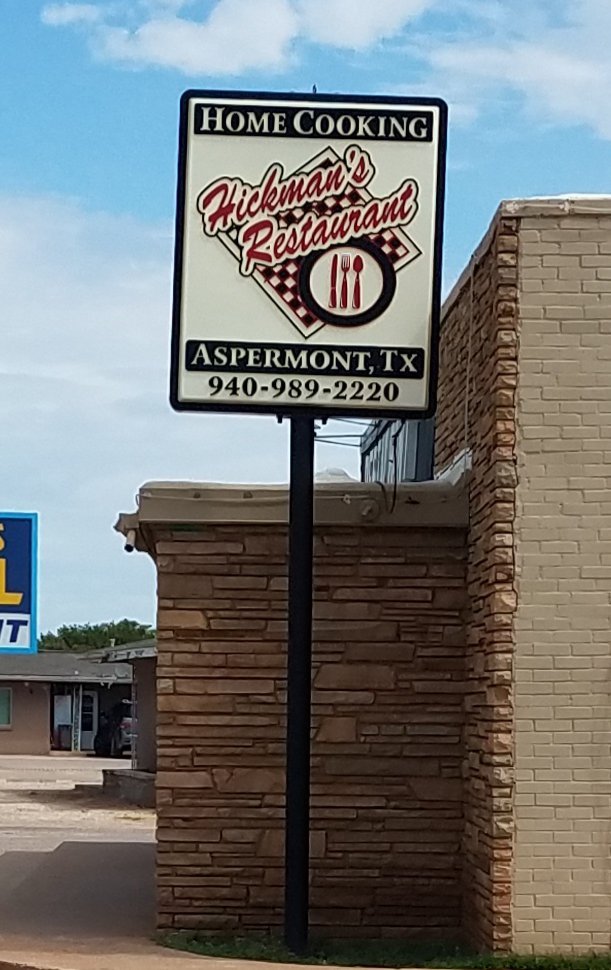 HOME COOKING
Hickman's
Restaurant
ASPERMONT, TX
940-989-2220